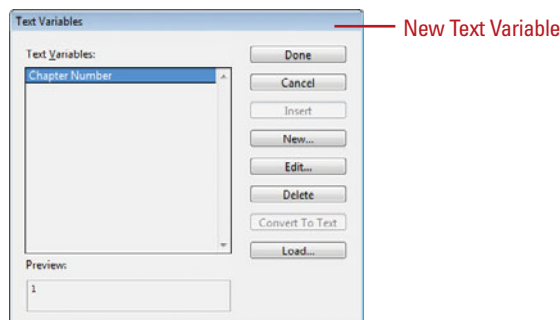 Text Variables
New Text Variable
Text Variables:
Chapter Number
Done
Cancel
Insert
New...
Edit...
Delete
Convert To Text
Load...
Preview:
1